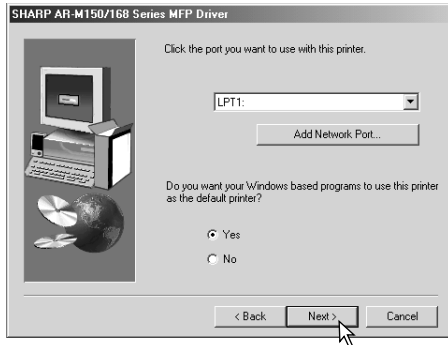 SHARP AR-M150/168 Series MFP Driver
Click the port you want to use with this printer.
LPT1:
Add Network Port...
Do you want your Windows based programs to use this printer
as the default printer?
Yes
No
< Back
Next >
Cancel